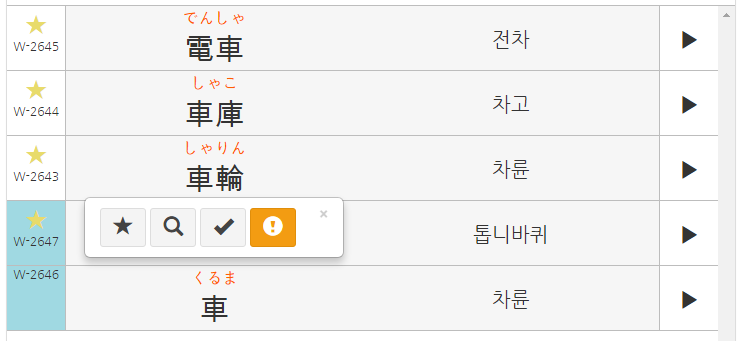 でんしゃ
W-2645 電車 전차
しゃこ
W-2644 車庫 차고
しゃりん
W-2643 車輪 차륜
W-2647 톱니바퀴
くるま
W-2646 車 차륜